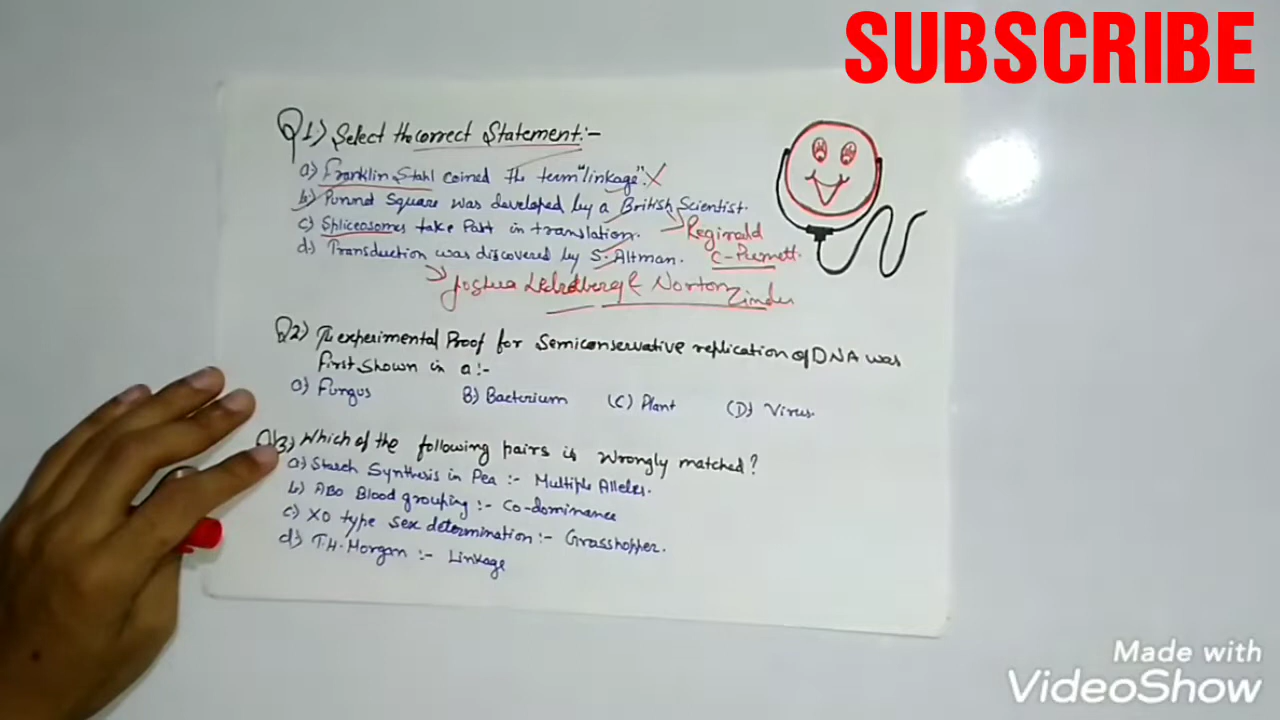 SUBSCRIBE
Q1) Select the correct Statement:-
a) Franklin Stahl coined the term "linkage". X
b) Punnet Square was developed by a British Scientist.
c) Spliceosomes take Part in translation.
Reginald
C-Punnett.
d) Transduction was discovered by S. Altman.
Joshua Lederberg & Norton Zinder
Q2) The experimental Proof for Semiconservative replication of DNA was
First Shown in a:-
a) Fungus B) Bacterium (C) Plant (D) Virus.
Q3) Which of the following pairs is wrongly matched?
a) Starch Synthesis in Pea :- Multiple Alleles.
b) ABO Blood grouping :- Co-dominance
c) XO type Sex determination :- Grasshopper.
d) T.H. Morgan :- Linkage
Made with
VideoShow